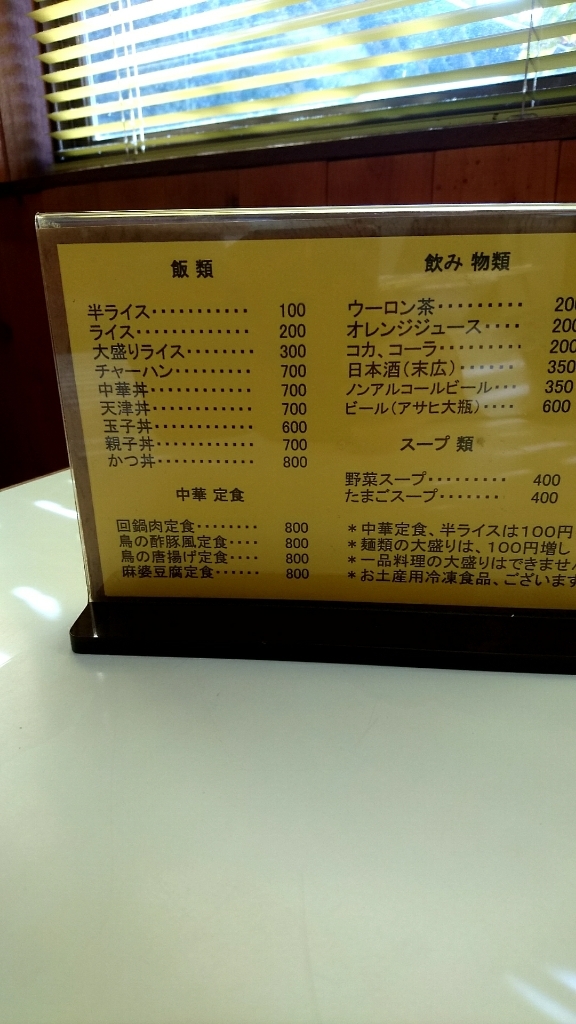 飯 類
半ライス・・・・・・・・・・・ 100
ライス・・・・・・・・・・・・・ 200
大盛りライス・・・・・・・・ 300
チャーハン・・・・・・・・・ 700
中華丼・・・・・・・・・・・・ 700
天津丼・・・・・・・・・・・・ 700
玉子丼・・・・・・・・・・・・ 600
親子丼・・・・・・・・・・・・ 700
かつ丼・・・・・・・・・・・・ 800
中華 定食
回鍋肉定食・・・・・・・・ 800
鳥の酢豚風定食・・・・ 800
鳥の唐揚げ定食・・・・ 800
麻婆豆腐定食・・・・・・ 800
飲み 物類
ウーロン茶・・・・・・・・・ 200
オレンジジュース・・・・ 200
コカ、コーラ・・・・・・・・ 200
日本酒(末広)・・・・・・ 350
ノンアルコールビール・・・ 350
ビール(アサヒ大瓶)・・・・ 600
スープ 類
野菜スープ・・・・・・・・・ 400
たまごスープ・・・・・・・ 400
*中華定食、半ライスは100円
*麺類の大盛りは、100円増し
*一品料理の大盛りはできません
*お土産用冷凍食品、ございます